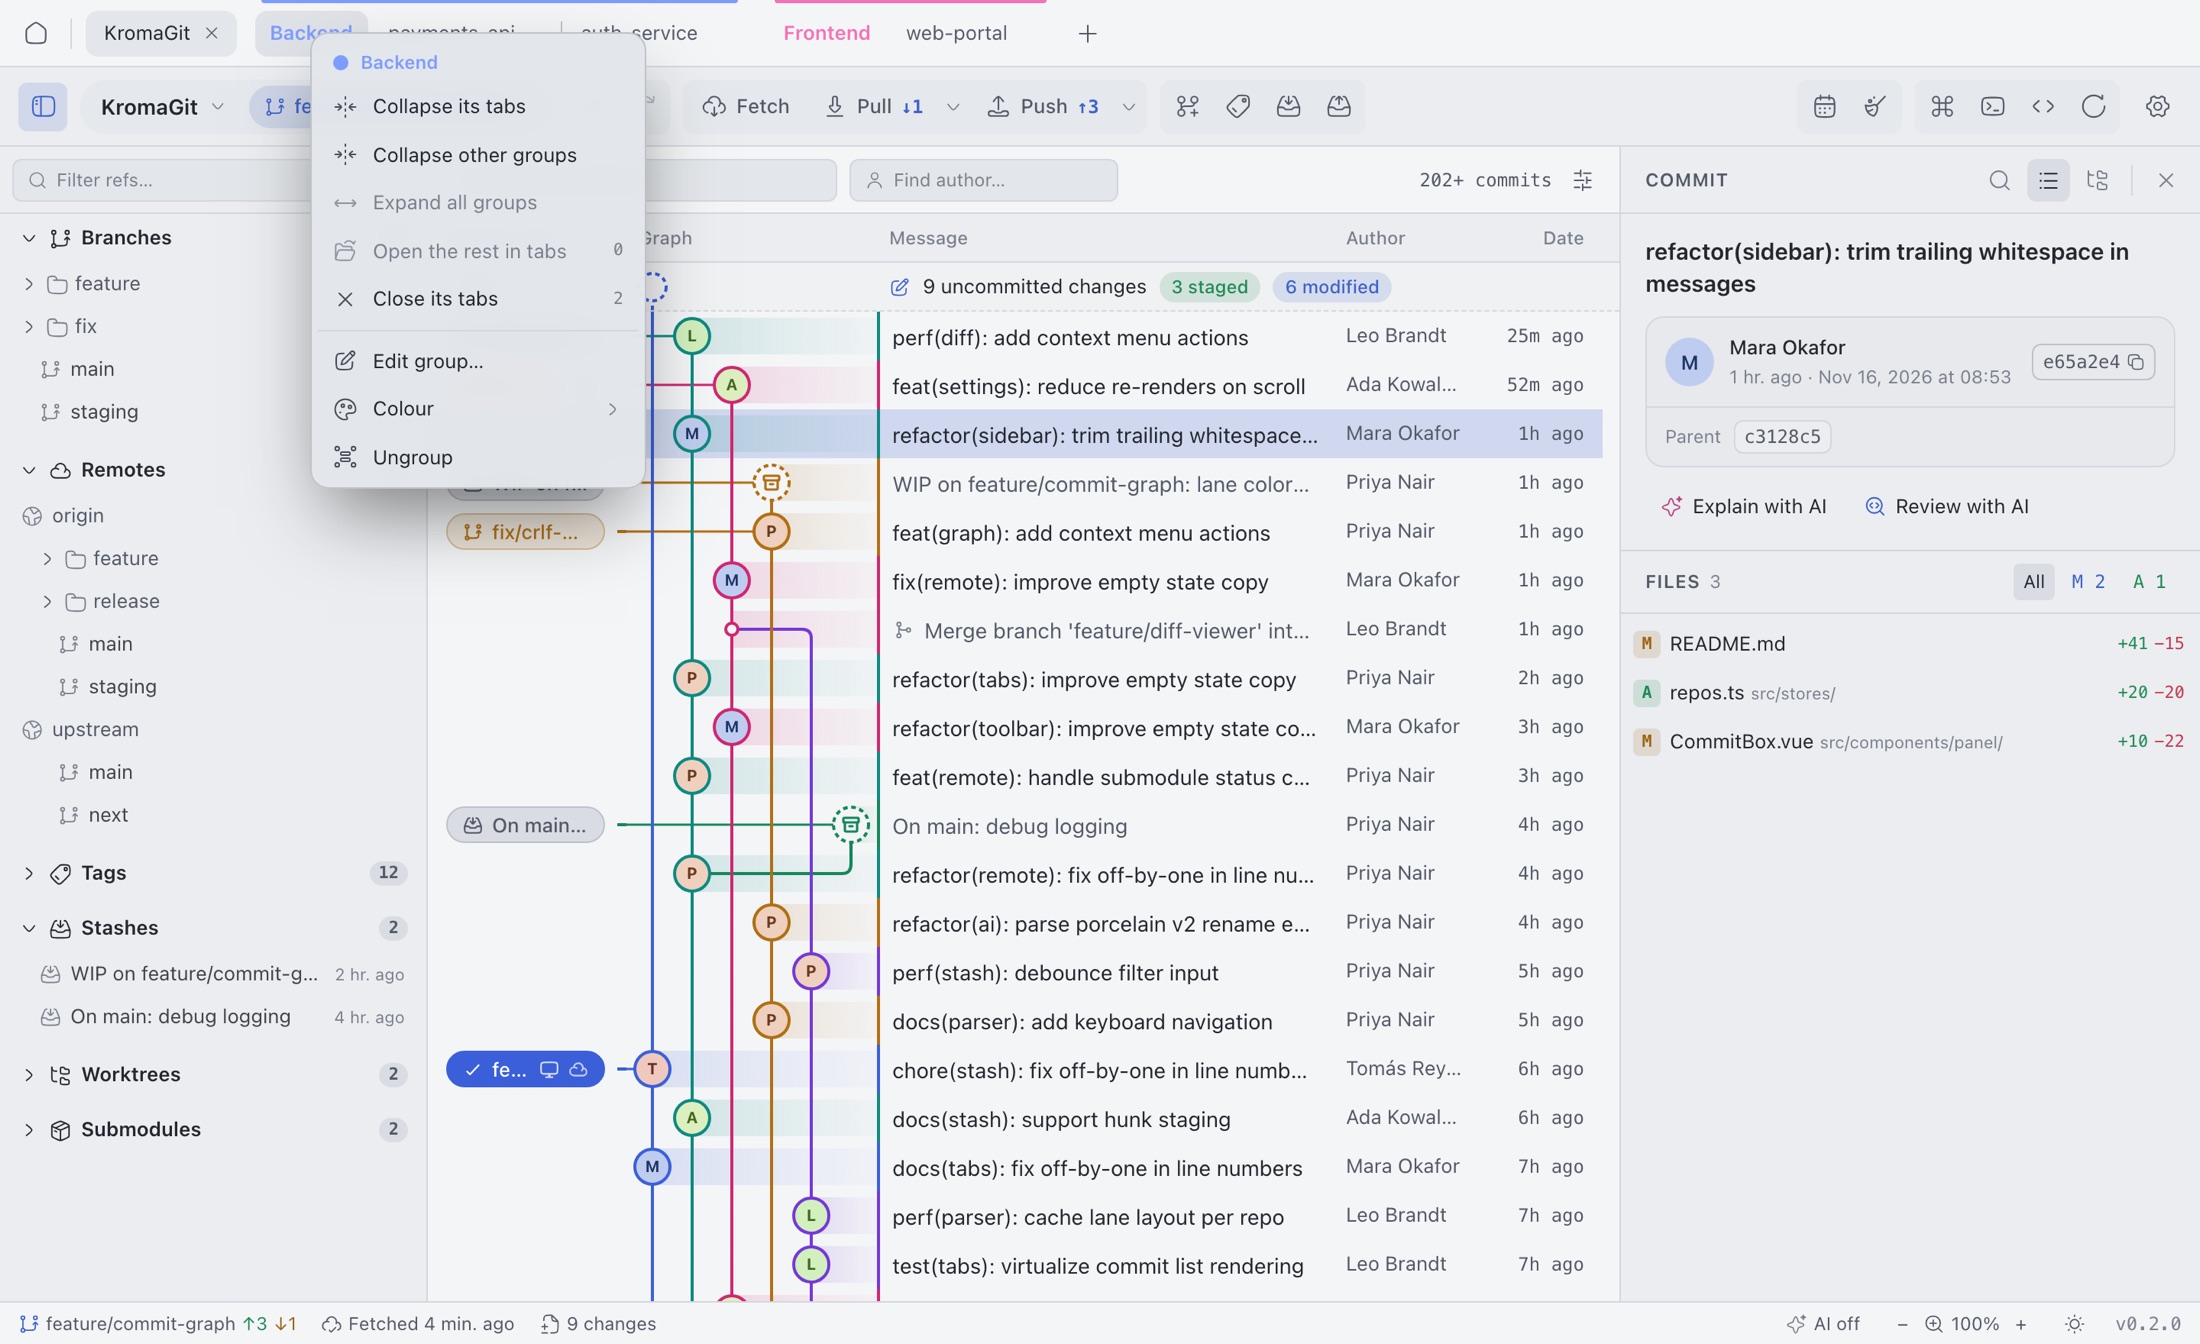 KromaGit
Backend
payments-api
auth-service
Frontend
web-portal
Backend
Collapse its tabs
Collapse other groups
Expand all groups
Open the rest in tabs 0
Close its tabs 2
Edit group...
Colour
Ungroup
KromaGit
fe
Fetch
Pull ↓1
Push ↑3
Filter refs...
Find author...
202+ commits
Branches
feature
fix
main
staging
Remotes
origin
feature
release
main
staging
upstream
main
next
Tags 12
Stashes 2
WIP on feature/commit-g... 2 hr. ago
On main: debug logging 4 hr. ago
Worktrees 2
Submodules 2
Graph Message Author Date
9 uncommitted changes 3 staged 6 modified
L perf(diff): add context menu actions Leo Brandt 25m ago
A feat(settings): reduce re-renders on scroll Ada Kowal... 52m ago
M refactor(sidebar): trim trailing whitespace... Mara Okafor 1h ago
WIP on feature/commit-graph: lane color... Priya Nair 1h ago
fix/crlf-... P feat(graph): add context menu actions Priya Nair 1h ago
M fix(remote): improve empty state copy Mara Okafor 1h ago
Merge branch 'feature/diff-viewer' int... Leo Brandt 1h ago
P refactor(tabs): improve empty state copy Priya Nair 2h ago
M refactor(toolbar): improve empty state co... Mara Okafor 3h ago
P feat(remote): handle submodule status c... Priya Nair 3h ago
On main... On main: debug logging Priya Nair 4h ago
P refactor(remote): fix off-by-one in line nu... Priya Nair 4h ago
P refactor(ai): parse porcelain v2 rename e... Priya Nair 4h ago
P perf(stash): debounce filter input Priya Nair 5h ago
P docs(parser): add keyboard navigation Priya Nair 5h ago
fe... T chore(stash): fix off-by-one in line numb... Tomás Rey... 6h ago
A docs(stash): support hunk staging Ada Kowal... 6h ago
M docs(tabs): fix off-by-one in line numbers Mara Okafor 7h ago
L perf(parser): cache lane layout per repo Leo Brandt 7h ago
L test(tabs): virtualize commit list rendering Leo Brandt 7h ago
COMMIT
refactor(sidebar): trim trailing whitespace in
messages
M Mara Okafor
1 hr. ago · Nov 16, 2026 at 08:53
e65a2e4
Parent c3128c5
Explain with AI Review with AI
FILES 3 All M 2 A 1
M README.md +41 −15
A repos.ts src/stores/ +20 −20
M CommitBox.vue src/components/panel/ +10 −22
feature/commit-graph ↑3 ↓1 Fetched 4 min. ago 9 changes
AI off − 100% + v0.2.0